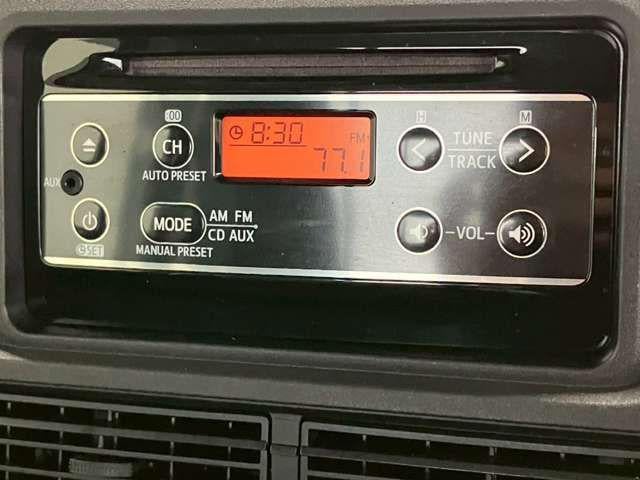 :00 H M
8:30 FM
CH TUNE
77.1 TRACK
AUTO PRESET
AUX
MODE AM FM
CD AUX VOL
SET MANUAL PRESET